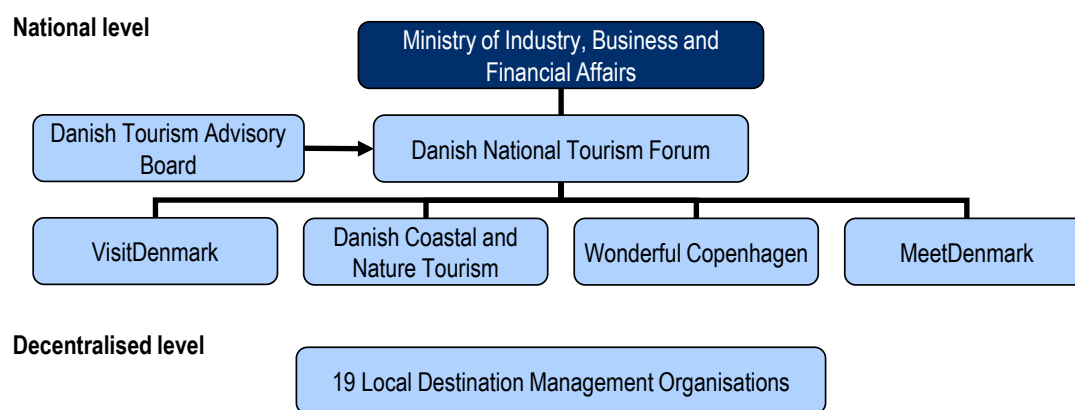 National level
Ministry of Industry, Business and
Financial Affairs
Danish Tourism Advisory
Board
Danish National Tourism Forum
VisitDenmark
Danish Coastal and
Nature Tourism
Wonderful Copenhagen
MeetDenmark
Decentralised level
19 Local Destination Management Organisations